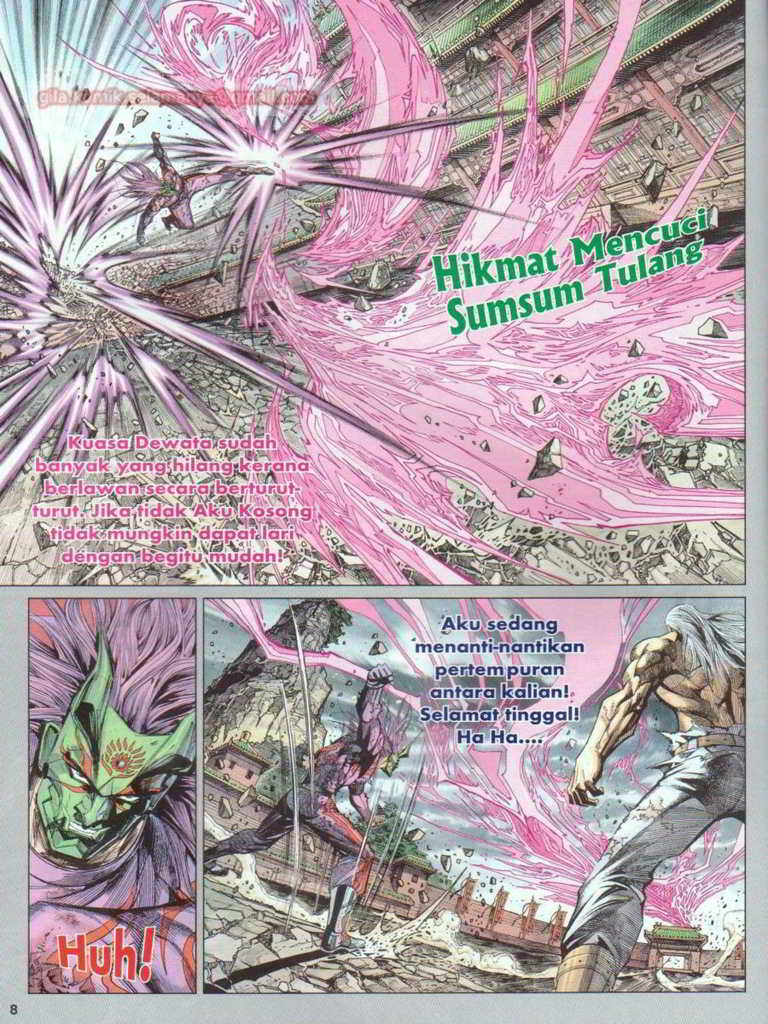 Hikmat Mencuci
Sumsum Tulang
Kuasa Dewata sudah
banyak yang hilang kerana
berlawan secara berturut-
turut. Jika tidak Aku Kosong
tidak mungkin dapat lari
dengan begitu mudah!
Huh!
Aku sedang
menanti-nantikan
pertempuran
antara kalian!
Selamat tinggal!
Ha Ha....
8